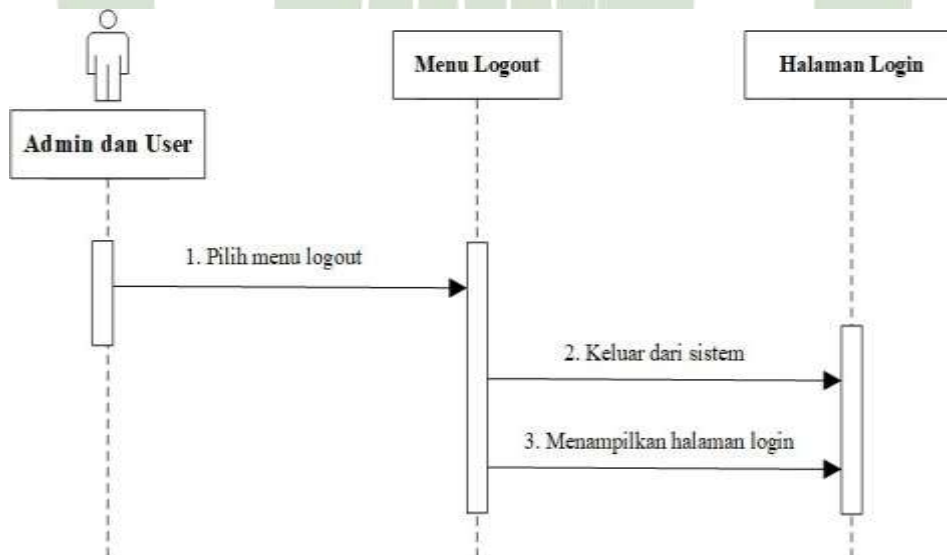 Menu Logout
Halaman Login
Admin dan User
1. Pilih menu logout
2. Keluar dari sistem
3. Menampilkan halaman login